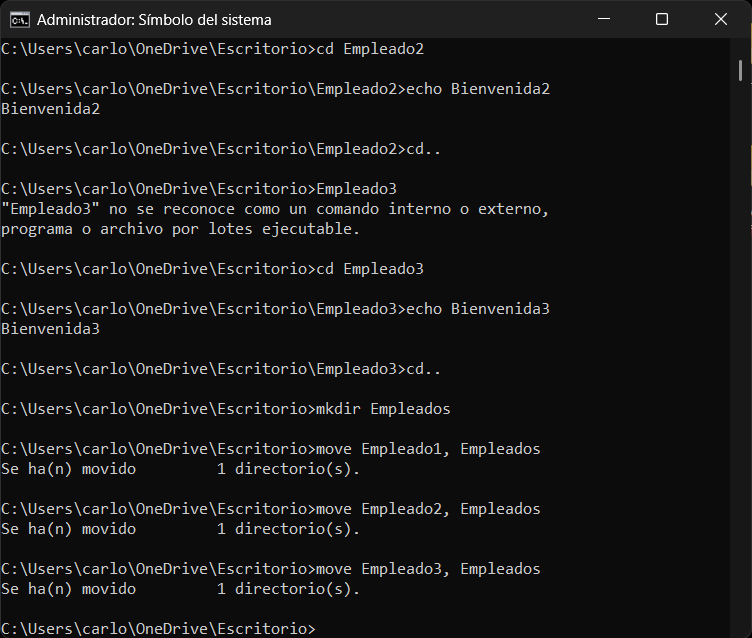 Administrador: Símbolo del sistema
C:\Users\carlo\OneDrive\Escritorio>cd Empleado2
C:\Users\carlo\OneDrive\Escritorio\Empleado2>echo Bienvenida2
Bienvenida2
C:\Users\carlo\OneDrive\Escritorio\Empleado2>cd..
C:\Users\carlo\OneDrive\Escritorio>Empleado3
"Empleado3" no se reconoce como un comando interno o externo,
programa o archivo por lotes ejecutable.
C:\Users\carlo\OneDrive\Escritorio>cd Empleado3
C:\Users\carlo\OneDrive\Escritorio\Empleado3>echo Bienvenida3
Bienvenida3
C:\Users\carlo\OneDrive\Escritorio\Empleado3>cd..
C:\Users\carlo\OneDrive\Escritorio>mkdir Empleados
C:\Users\carlo\OneDrive\Escritorio>move Empleado1, Empleados
Se ha(n) movido         1 directorio(s).
C:\Users\carlo\OneDrive\Escritorio>move Empleado2, Empleados
Se ha(n) movido         1 directorio(s).
C:\Users\carlo\OneDrive\Escritorio>move Empleado3, Empleados
Se ha(n) movido         1 directorio(s).
C:\Users\carlo\OneDrive\Escritorio>